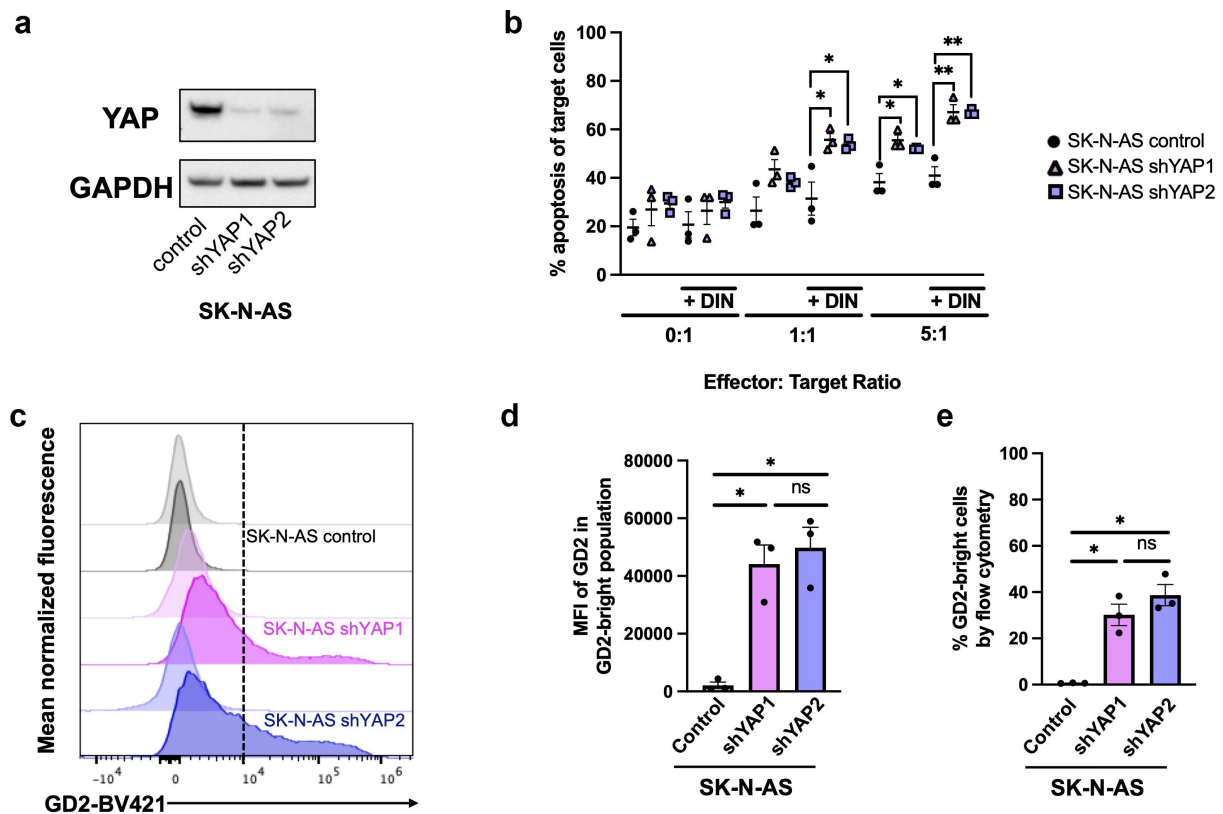 a
YAP
GAPDH
control
shYAP1
shYAP2
SK-N-AS
b
% apoptosis of target cells
100
80
60
40
20
0
*
*
*
*
**
**
+ DIN
+ DIN
+ DIN
0:1
1:1
5:1
Effector: Target Ratio
SK-N-AS control
SK-N-AS shYAP1
SK-N-AS shYAP2
c
Mean normalized fluorescence
SK-N-AS control
SK-N-AS shYAP1
SK-N-AS shYAP2
-10⁴
0
10⁴
10⁵
10⁶
GD2-BV421
d
MFI of GD2 in
GD2-bright population
80000
60000
40000
20000
0
*
*
ns
Control
shYAP1
shYAP2
SK-N-AS
e
% GD2-bright cells
by flow cytometry
100
80
60
40
20
0
*
*
ns
Control
shYAP1
shYAP2
SK-N-AS